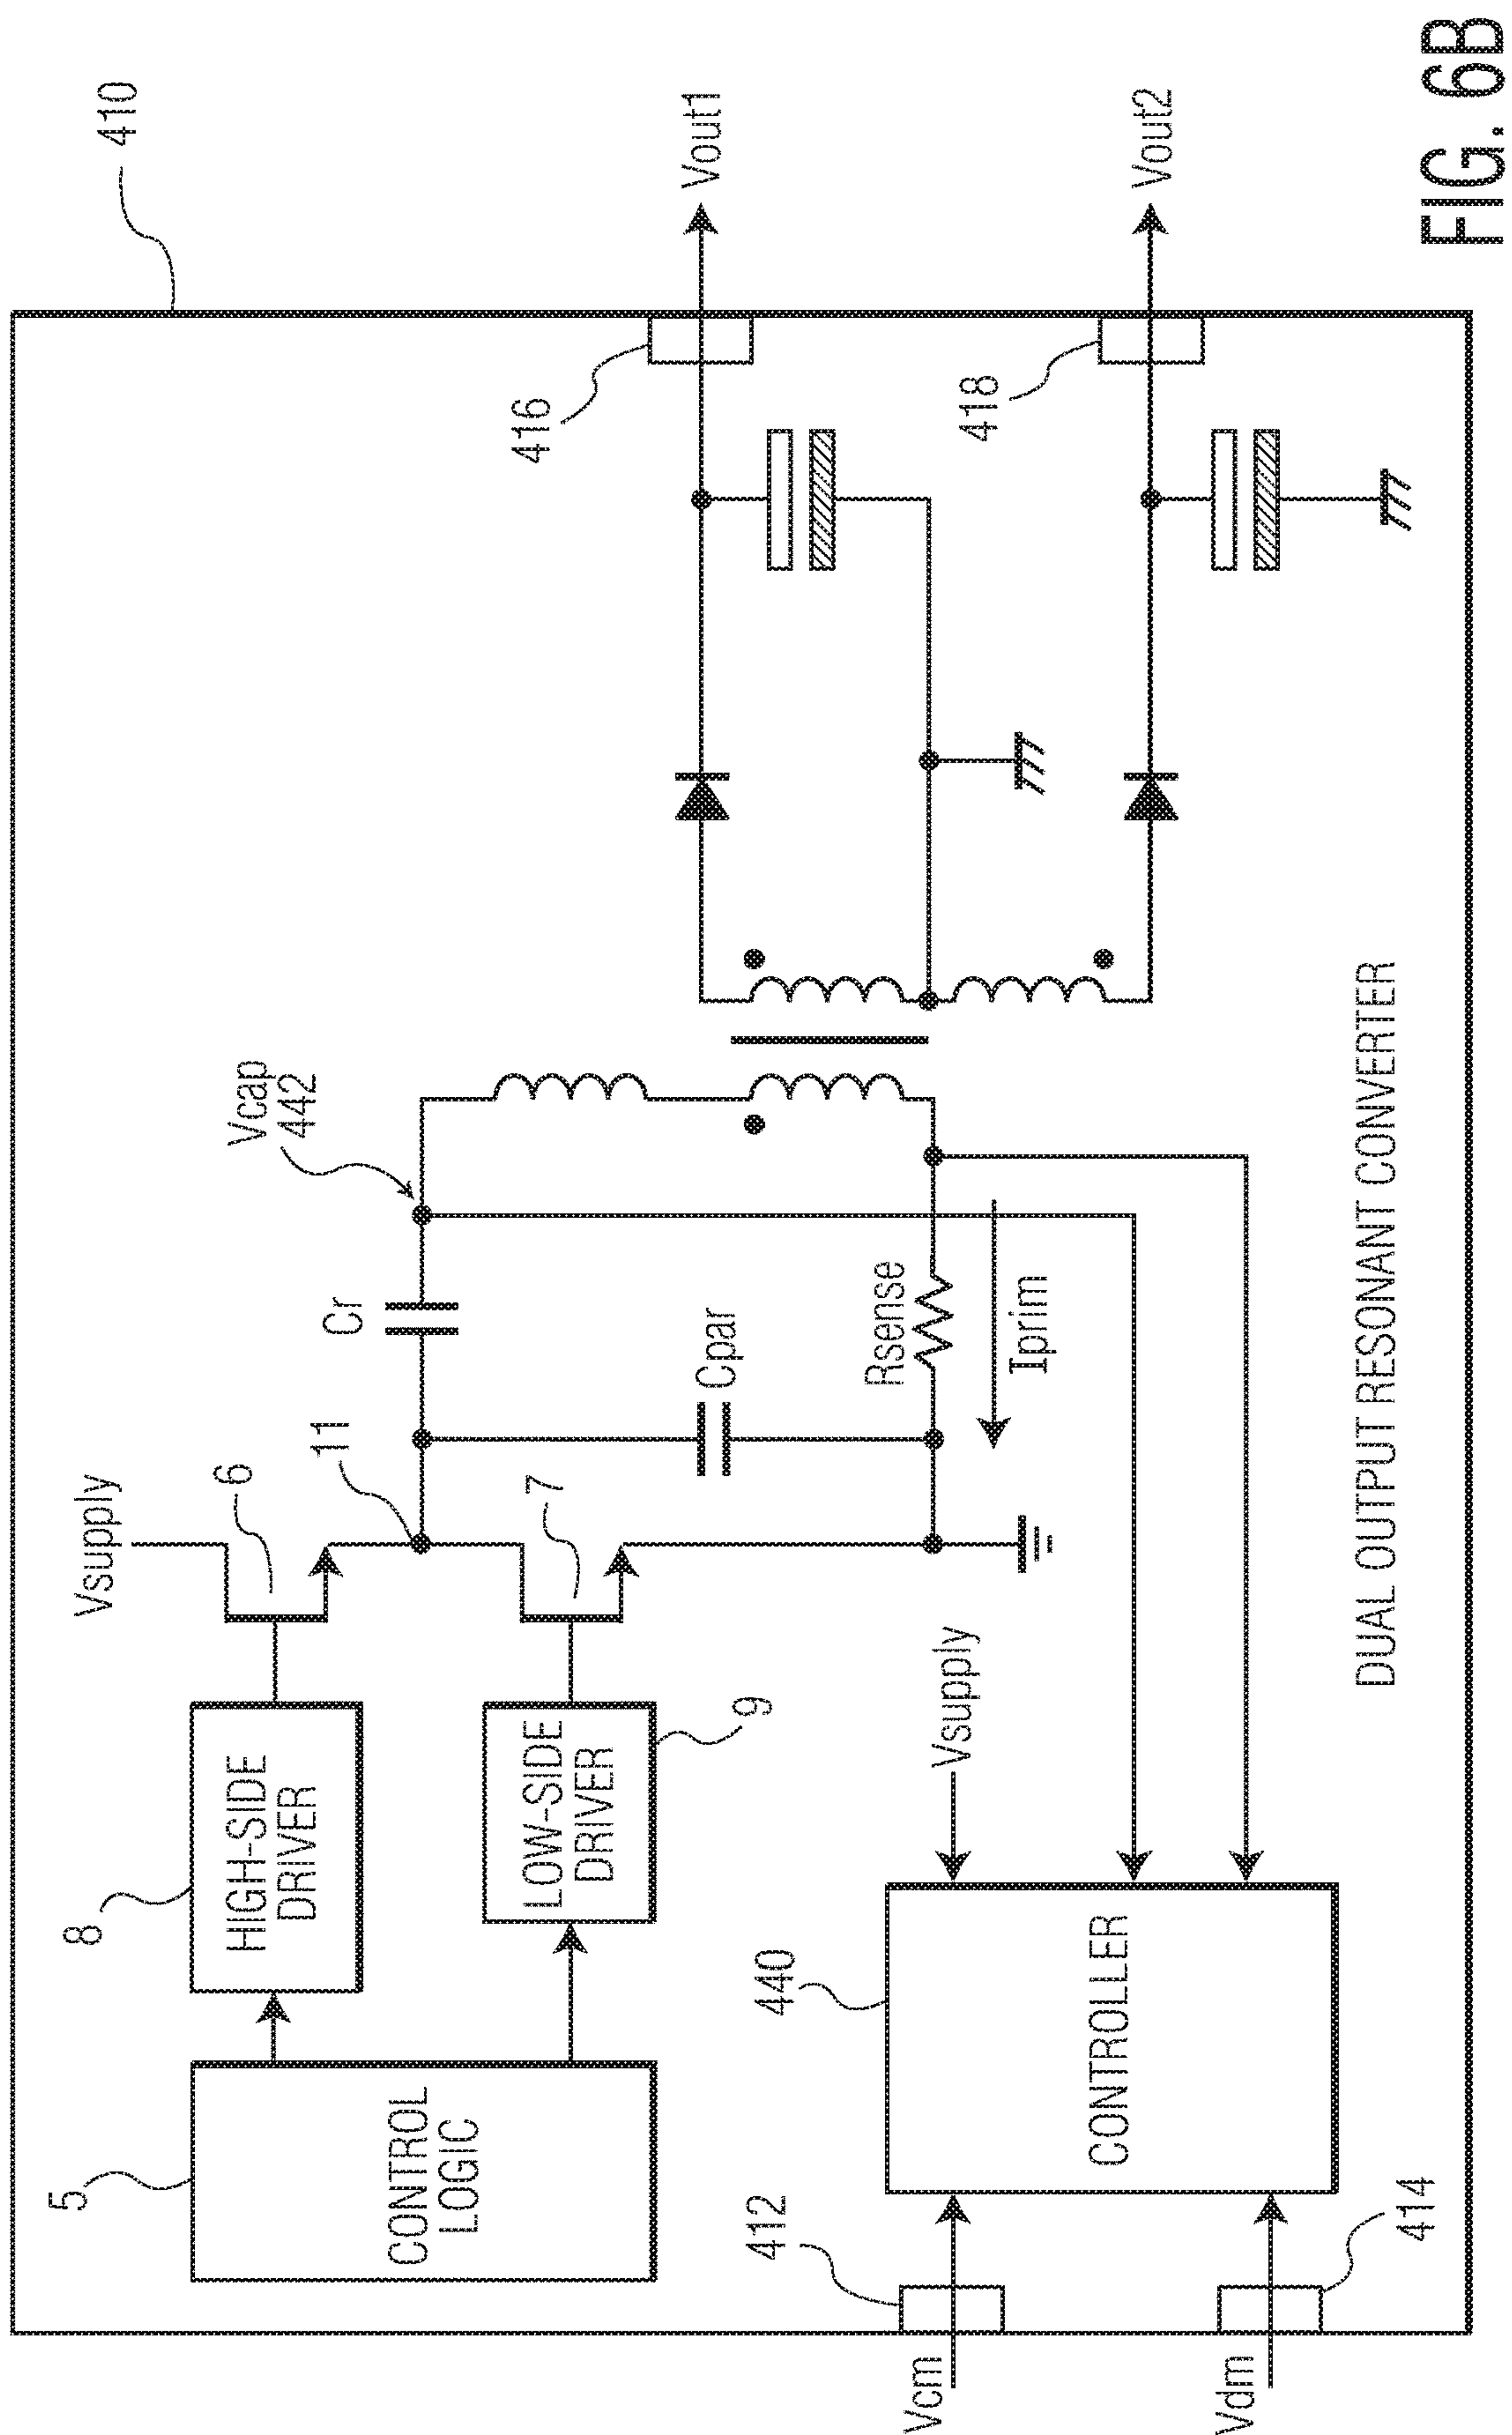 410
Vsupply
6
8
HIGH-SIDE
DRIVER
5
CONTROL
LOGIC
11
Cr
Vcap
442
7
LOW-SIDE
DRIVER
9
Cpar
Rsense
Iprim
416
Vout1
418
Vout2
Vsupply
440
CONTROLLER
412
Vcm
414
Vdm
DUAL OUTPUT RESONANT CONVERTER
FIG. 6B